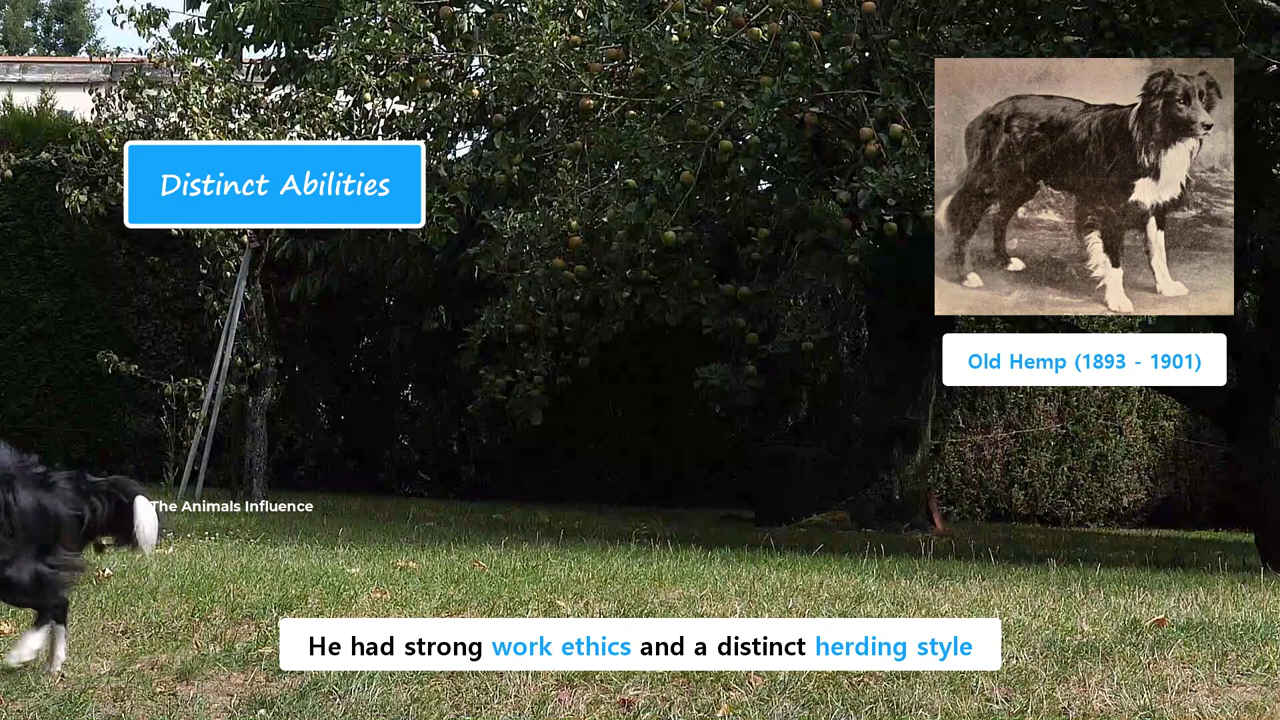 Distinct Abilities
Old Hemp (1893 - 1901)
The Animals Influence
He had strong work ethics and a distinct herding style